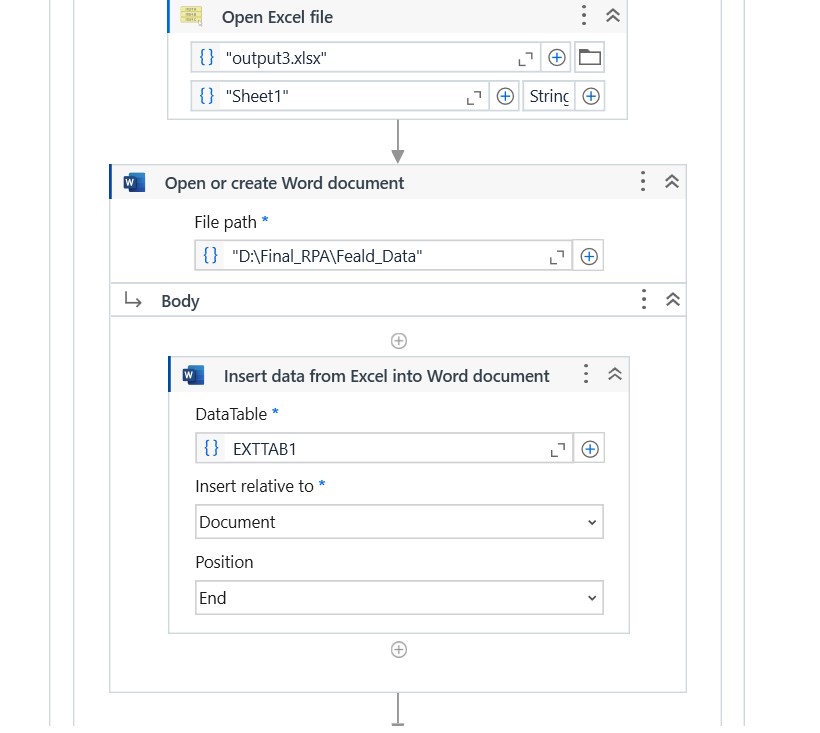 Open Excel file
"output3.xlsx"
"Sheet1" String
Open or create Word document
File path *
"D:\Final_RPA\Feald_Data"
Body
Insert data from Excel into Word document
DataTable *
EXTTAB1
Insert relative to *
Document
Position
End